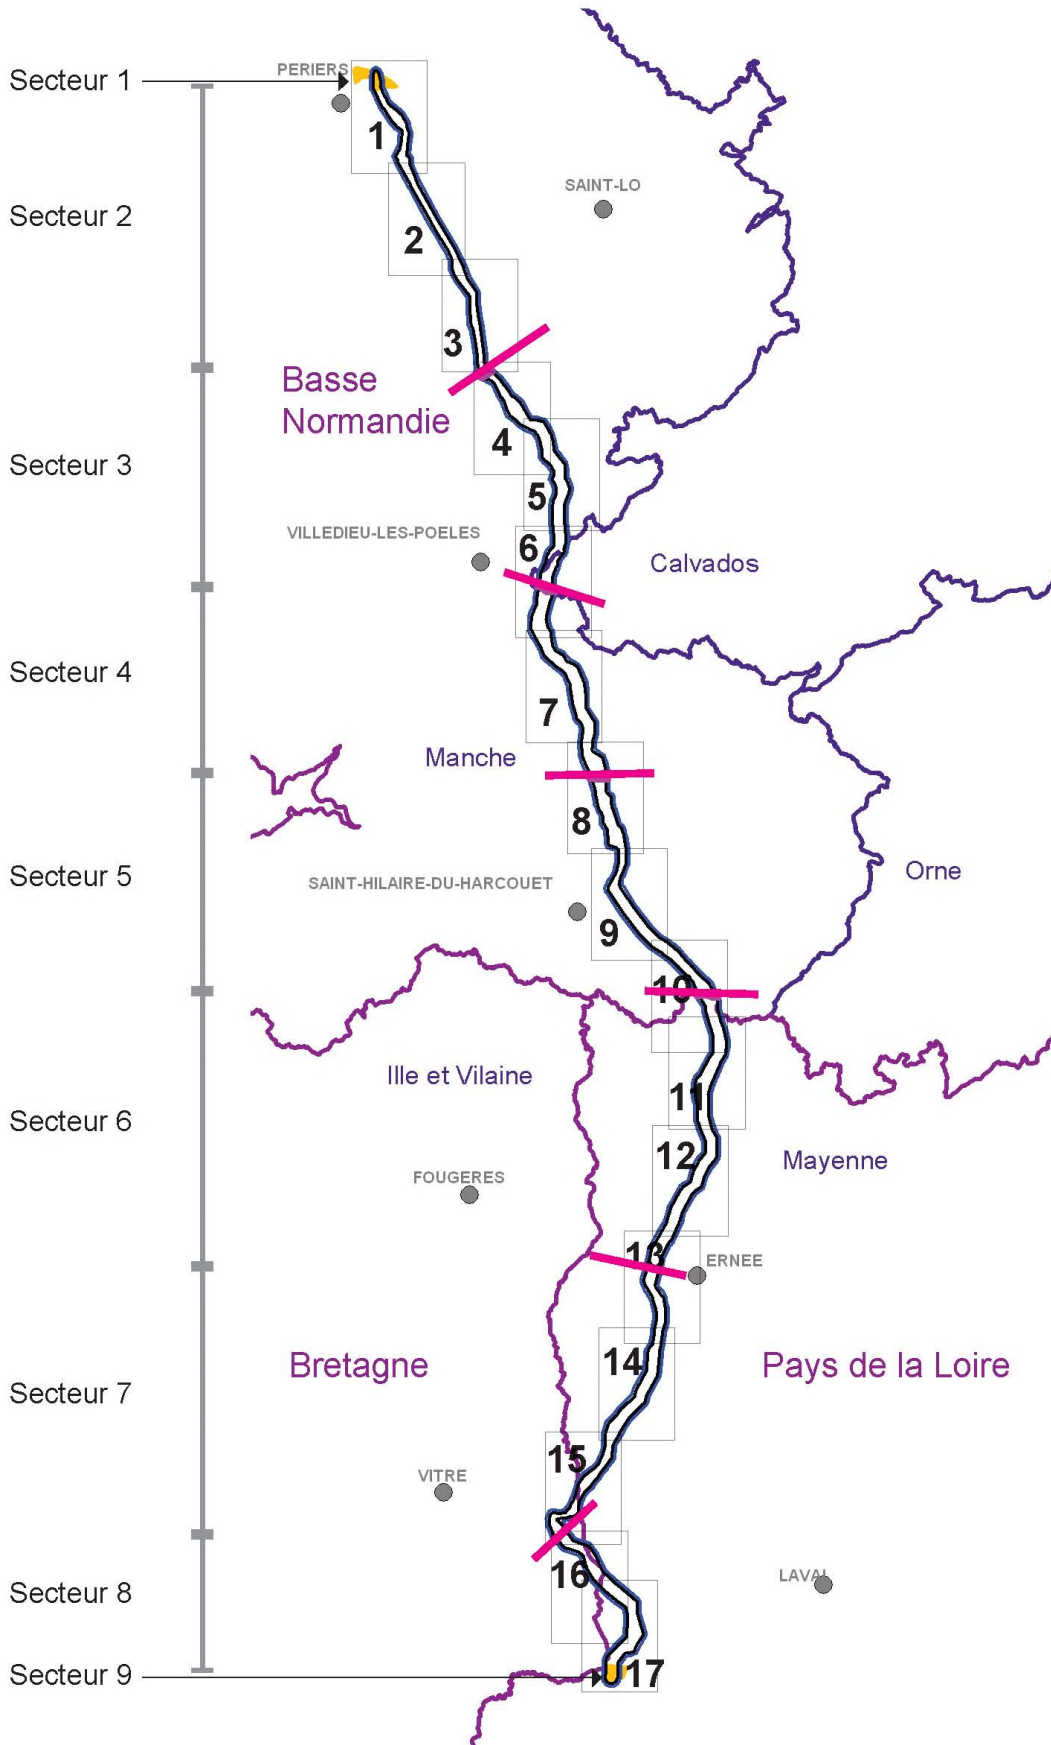 Secteur 1
PERIERS
1
SAINT-LO
Secteur 2
2
3
Basse
Normandie
4
Secteur 3
5
VILLEDIEU-LES-POELES
6
Calvados
Secteur 4
7
Manche
8
Secteur 5
Orne
SAINT-HILAIRE-DU-HARCOUET
9
10
Ille et Vilaine
11
Secteur 6
12
Mayenne
FOUGERES
13
ERNEE
Bretagne
14
Pays de la Loire
Secteur 7
15
VITRE
16
LAVAL
Secteur 8
Secteur 9
17